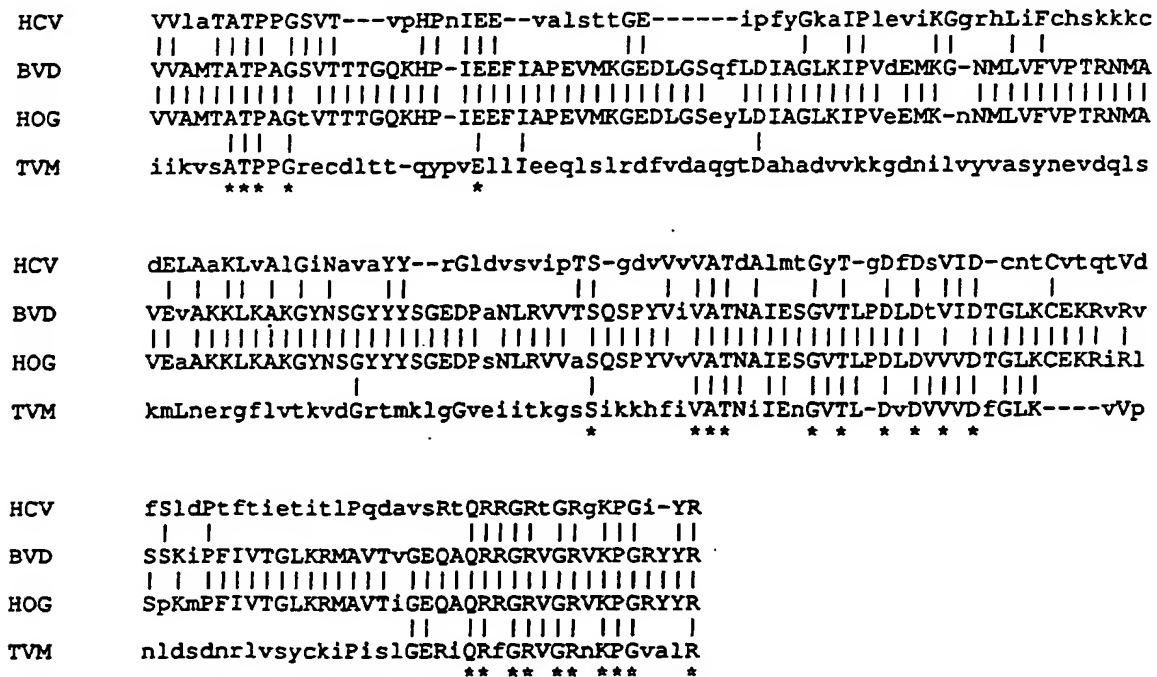 HCV VVlaTATPPGSVT---vpHPnIEE--valsttGE------ipfyGkaIPleviKGgrhLiFchskkkc
BVD VVAMTATPAGSVTTTGQKHP-IEEFIAPEVMKGEDLGSqfLDIAGLKIPVdEMKG-NMLVFVPTRNMA
HOG VVAMTATPAGtVTTTGQKHP-IEEFIAPEVMKGEDLGSeyLDIAGLKIPVeEMK-nNMLVFVPTRNMA
TVM iikvsATPPGrecdltt-qypvEllIeeqlslrdfvdaqgtDahadvvkkgdnilvyvasynevdqls
*** * *
HCV dELAaKLvAlGiNavaYY--rGldvsvipTS-gdvVvVATdAlmtGyT-gDfDsVID-cntCvtqtVd
BVD VEvAKKLKAKGYNSGYYYSGEDPaNLRVVTSQSPYVivATNAIESGVTLPDLDtVIDTGLKCEKRvRv
HOG VEaAKKLKAKGYNSGYYYSGEDPsNLRVVaSQSPYVvVATNAIESGVTLPDLDVVVDTGLKCEKRiRl
TVM kmLnergflvtkvdGrtmklgGveiitkgsSikkhfiVATNiIEnGVTL-DvDVVVDfGLK----vVp
* *** * * * * * *
HCV fSldPtftietitlPqdavsRtQRRGRtGRgKPGi-YR
BVD SSKiPFIVTGLKRMAVTvGEQAQRRGRVGRVKPGRYYR
HOG SpKmPFIVTGLKRMAVTiGEQAQRRGRVGRVKPGRYYR
TVM nldsdnrlvsyckiPislGERiQRfGRVGRnKPGvalR
** ** ** *** *